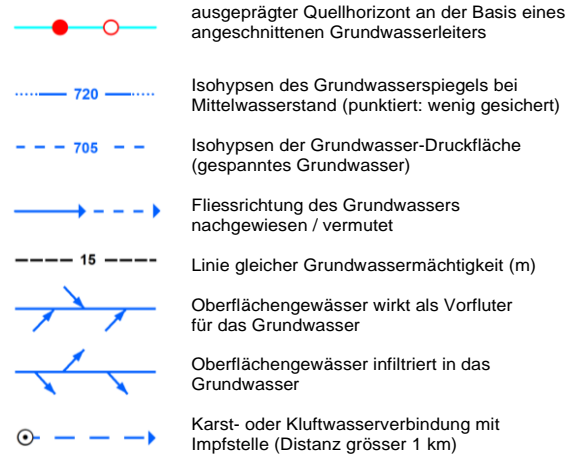 ausgeprägter Quellhorizont an der Basis eines
angeschnittenen Grundwasserleiters
720
Isohypsen des Grundwasserspiegels bei
Mittelwasserstand (punktiert: wenig gesichert)
705
Isohypsen der Grundwasser-Druckfläche
(gespanntes Grundwasser)
Fliessrichtung des Grundwassers
nachgewiesen / vermutet
15
Linie gleicher Grundwassermächtigkeit (m)
Oberflächengewässer wirkt als Vorfluter
für das Grundwasser
Oberflächengewässer infiltriert in das
Grundwasser
Karst- oder Kluftwasserverbindung mit
Impfstelle (Distanz grösser 1 km)